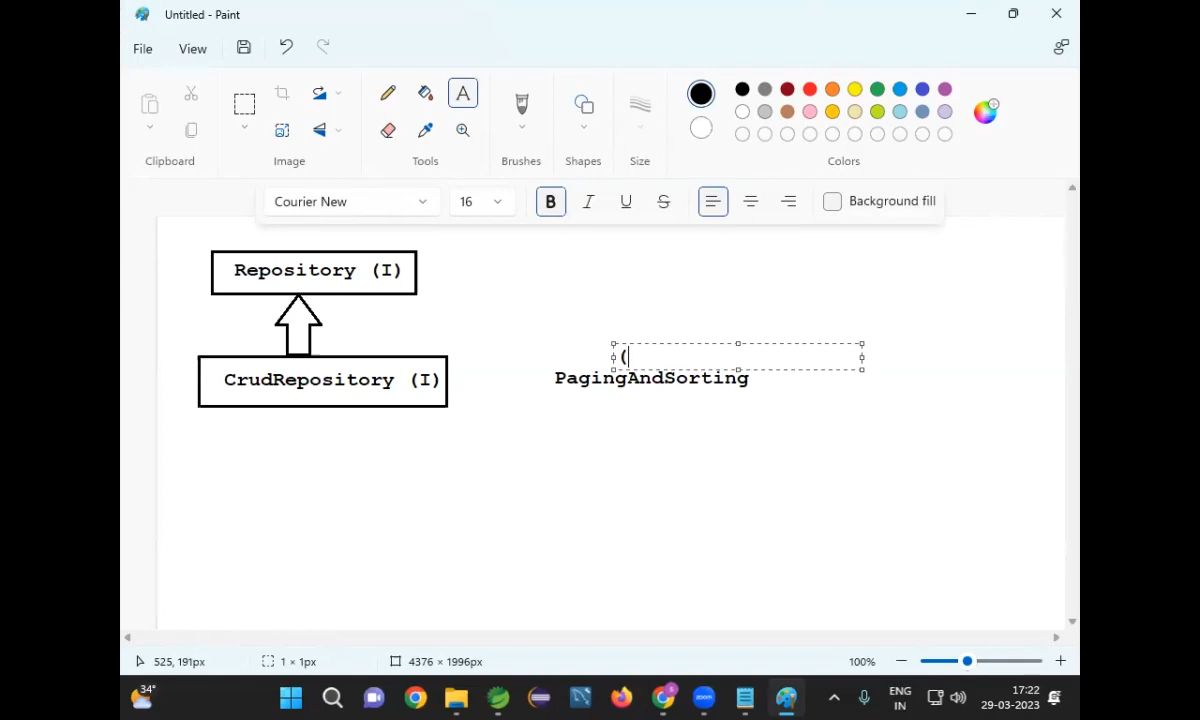 Untitled - Paint
File View
Clipboard
Image
Tools
Brushes
Shapes
Size
Colors
Courier New
16
B I U S
Background fill
Repository (I)
CrudRepository (I)
(
PagingAndSorting
525, 191px
1 × 1px
4376 × 1996px
100%
34°
zoom
ENG
IN
17:22
29-03-2023